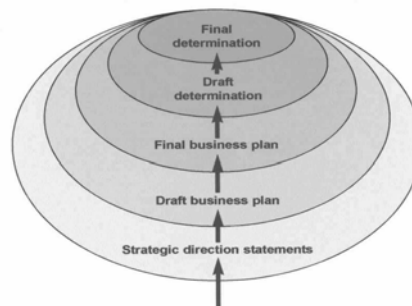 Final
determination
Draft
determination
Final business plan
Draft business plan
Strategic direction statements